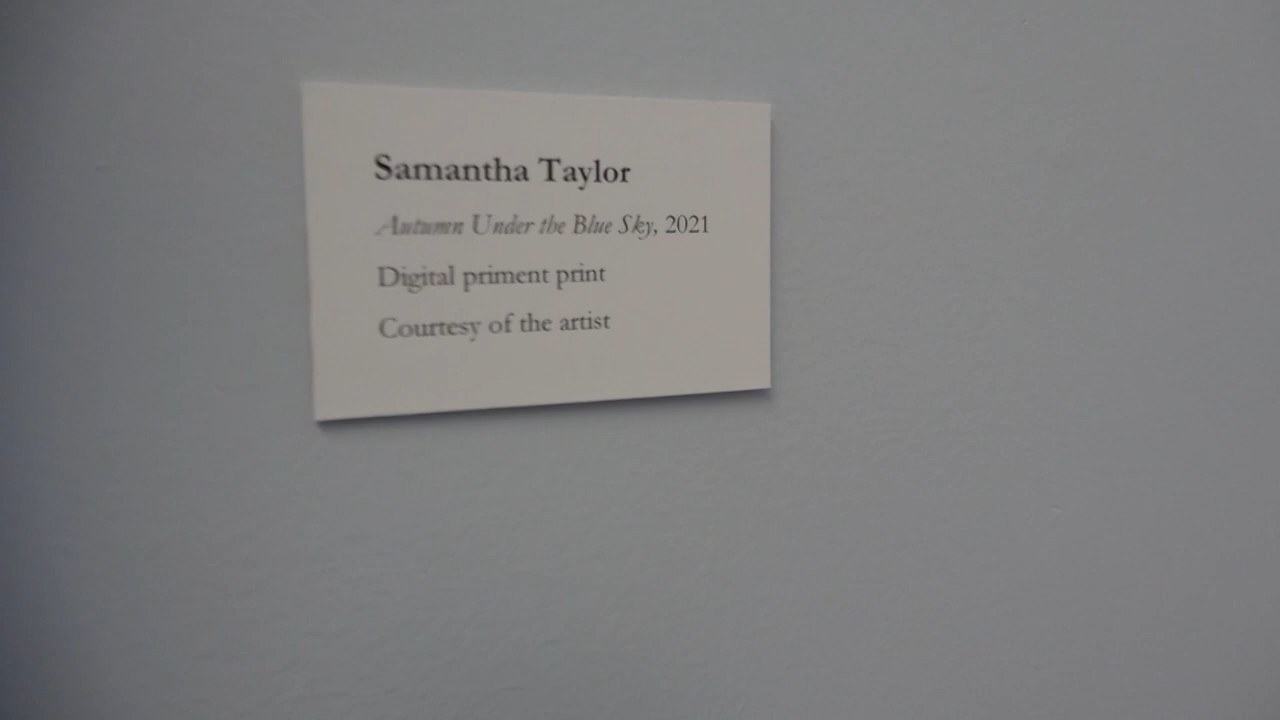 Samantha Taylor
Autumn Under the Blue Sky, 2021
Digital priment print
Courtesy of the artist